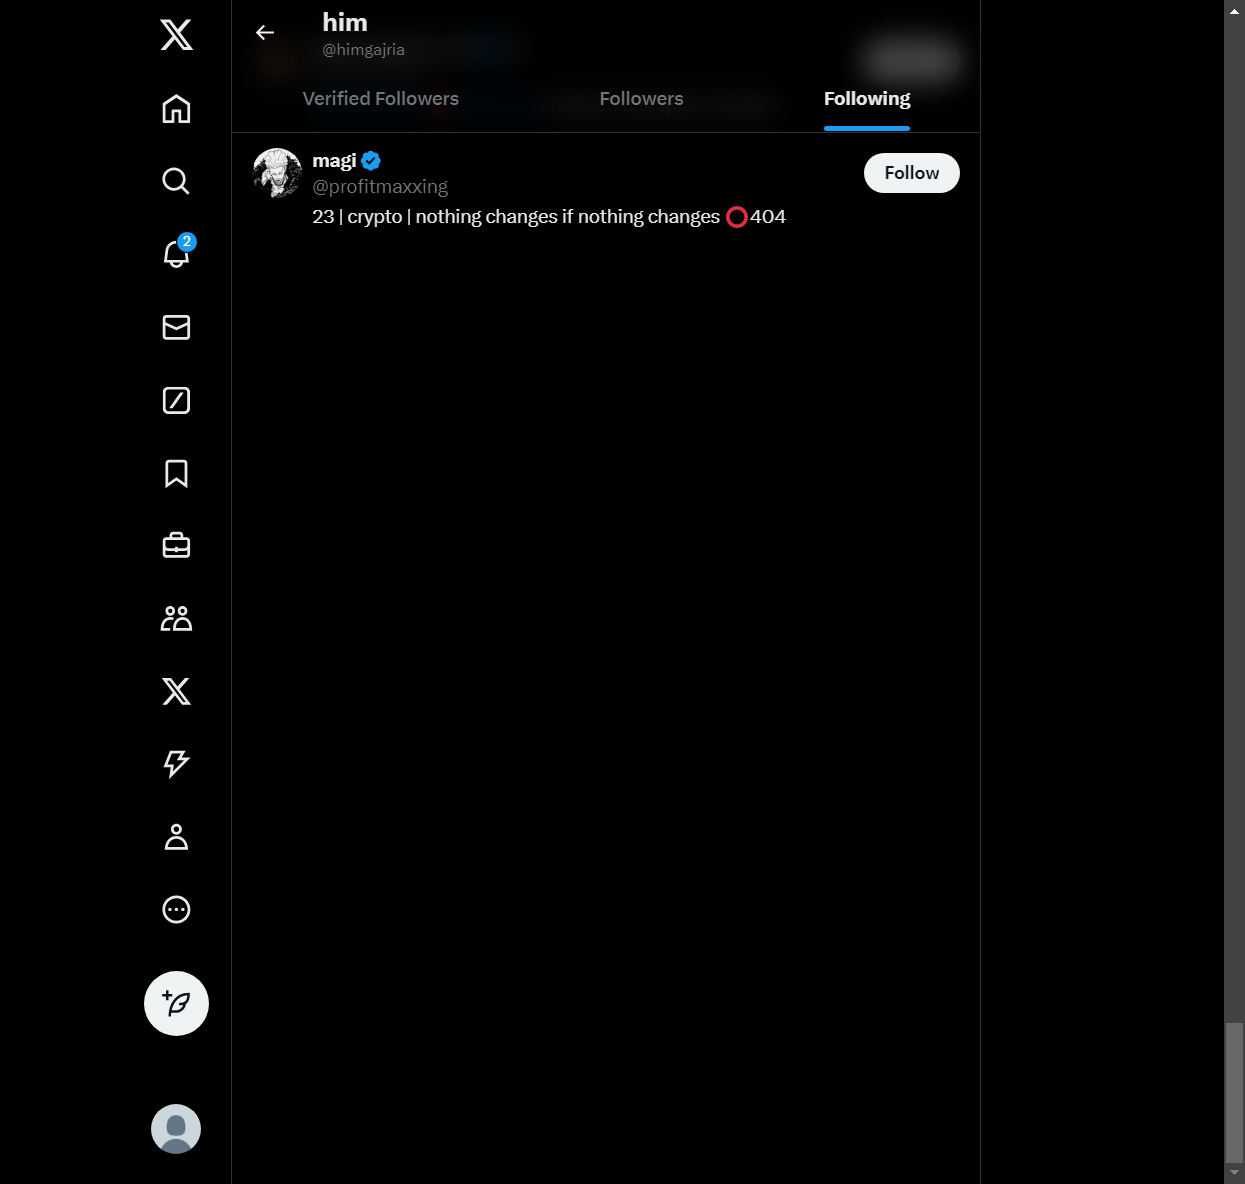 him
@himgajria
Verified Followers
Followers
Following
magi
@profitmaxxing
Follow
23 | crypto | nothing changes if nothing changes ⭕404
2